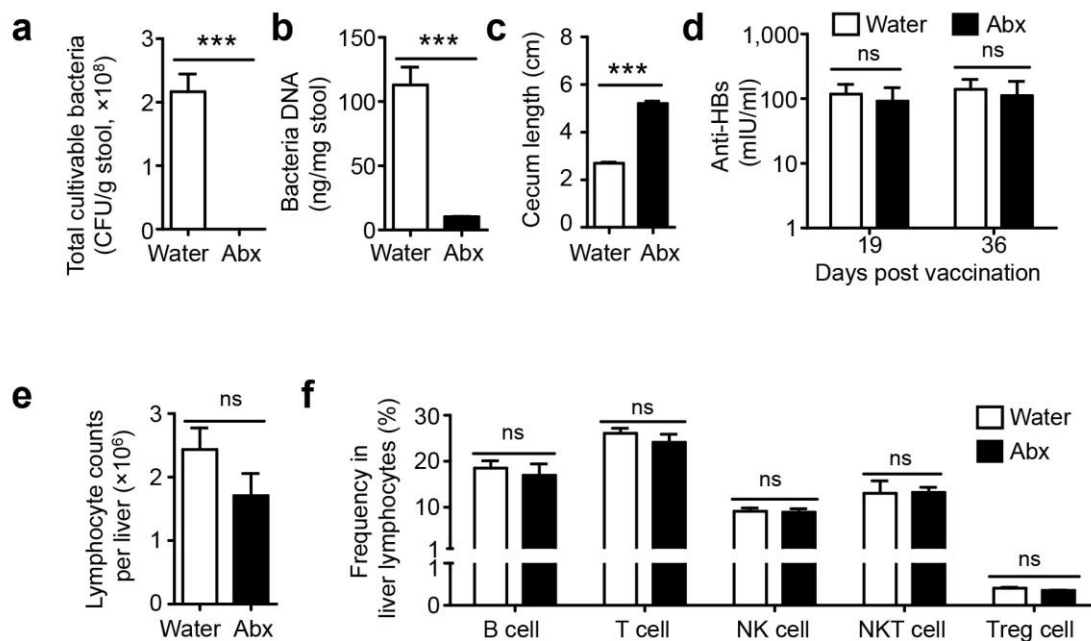 a
Total cultivable bacteria
(CFU/g stool, ×10⁸)
3
2
1
0
***
Water Abx
b
Bacteria DNA
(ng/mg stool)
150
100
50
0
***
Water Abx
c
Cecum length (cm)
8
6
4
2
0
***
Water Abx
d
Water Abx
Anti-HBs
(mIU/ml)
1,000
100
10
1
ns ns
19 36
Days post vaccination
e
Lymphocyte counts
per liver (×10⁶)
3
2
1
0
ns
Water Abx
f
Frequency in
liver lymphocytes (%)
30
20
10
1
1
0
ns ns ns ns ns
Water
Abx
B cell T cell NK cell NKT cell Treg cell